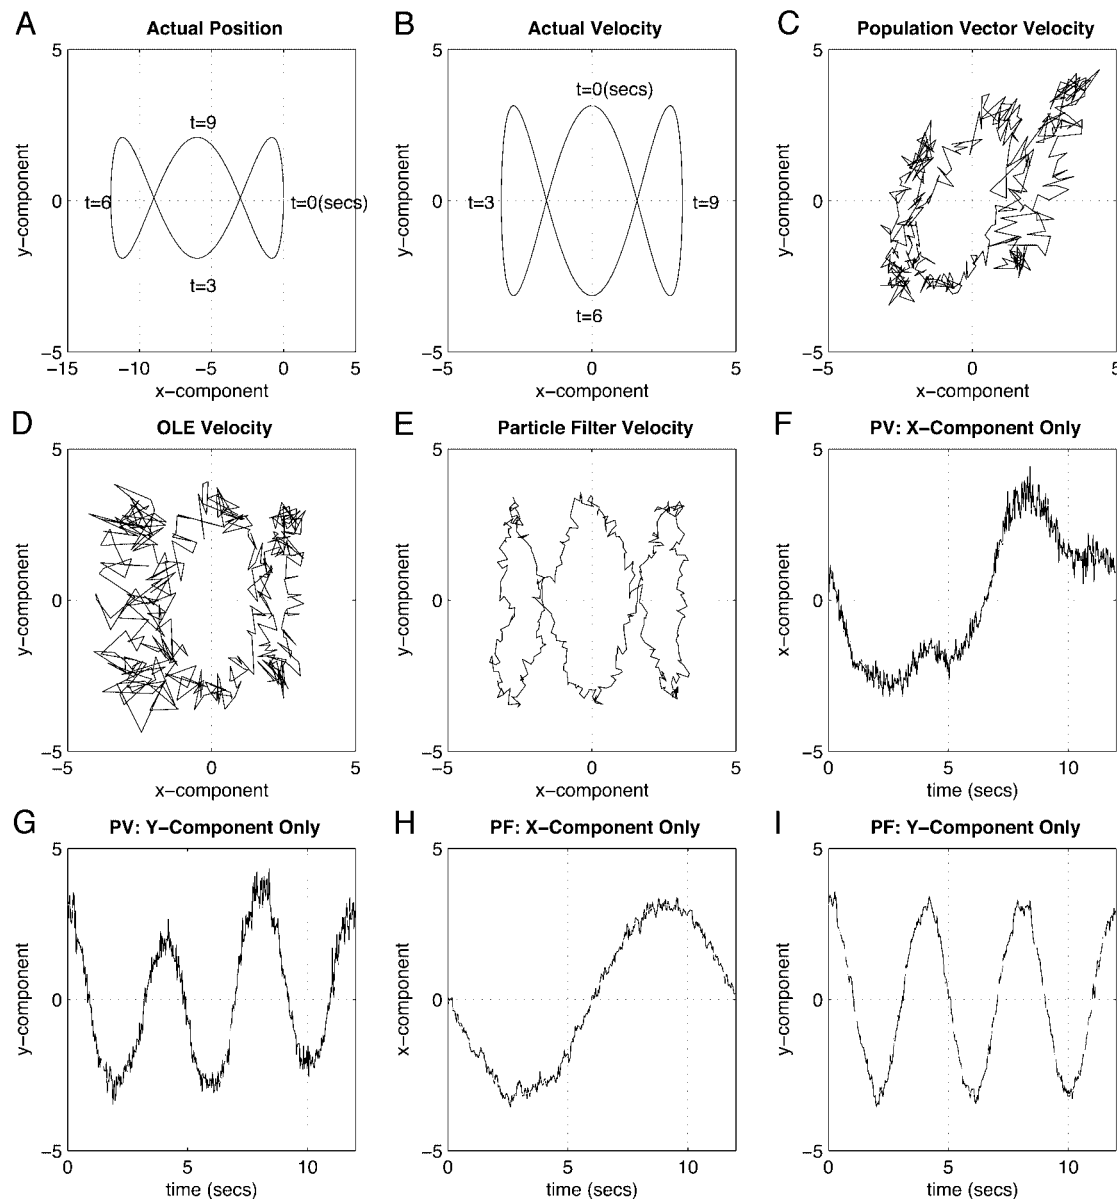 A
Actual Position
5
0
−5
−15
−10
−5
0
5
x−component
y−component
t=9
t=6
t=0(secs)
t=3
B
Actual Velocity
5
0
−5
−5
0
5
x−component
y−component
t=0(secs)
t=3
t=9
t=6
C
Population Vector Velocity
5
0
−5
−5
0
5
x−component
y−component
D
OLE Velocity
5
0
−5
−5
0
5
x−component
y−component
E
Particle Filter Velocity
5
0
−5
−5
0
5
x−component
y−component
F
PV: X−Component Only
5
0
−5
0
5
10
time (secs)
x−component
G
PV: Y−Component Only
5
0
−5
0
5
10
time (secs)
y−component
H
PF: X−Component Only
5
0
−5
0
5
10
time (secs)
x−component
I
PF: Y−Component Only
5
0
−5
0
5
10
time (secs)
y−component